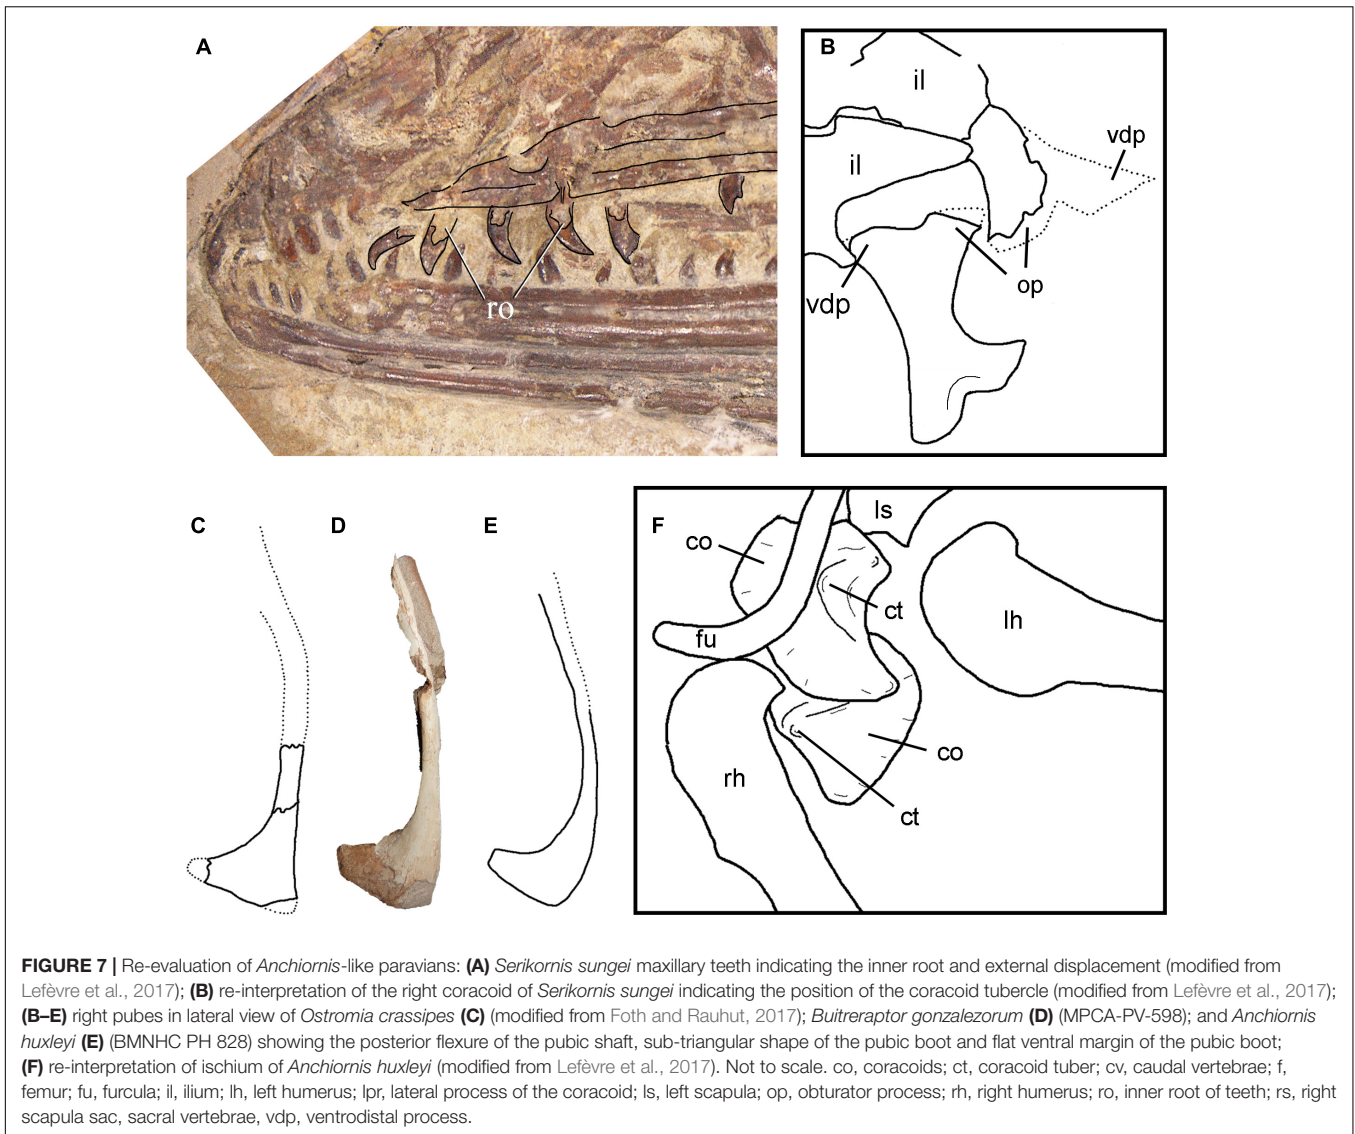 A
ro
B
il
il
vdp
vdp
op
C
D
E
F
ls
co
ct
lh
fu
co
rh
ct
FIGURE 7 | Re-evaluation of Anchiornis-like paravians: (A) Serikornis sungei maxillary teeth indicating the inner root and external displacement (modified from
Lefèvre et al., 2017); (B) re-interpretation of the right coracoid of Serikornis sungei indicating the position of the coracoid tubercle (modified from Lefèvre et al., 2017);
(B–E) right pubes in lateral view of Ostromia crassipes (C) (modified from Foth and Rauhut, 2017); Buitreraptor gonzalezorum (D) (MPCA-PV-598); and Anchiornis
huxleyi (E) (BMNHC PH 828) showing the posterior flexure of the pubic shaft, sub-triangular shape of the pubic boot and flat ventral margin of the pubic boot;
(F) re-interpretation of ischium of Anchiornis huxleyi (modified from Lefèvre et al., 2017). Not to scale. co, coracoids; ct, coracoid tuber; cv, caudal vertebrae; f,
femur; fu, furcula; il, ilium; lh, left humerus; lpr, lateral process of the coracoid; ls, left scapula; op, obturator process; rh, right humerus; ro, inner root of teeth; rs, right
scapula sac, sacral vertebrae, vdp, ventrodistal process.